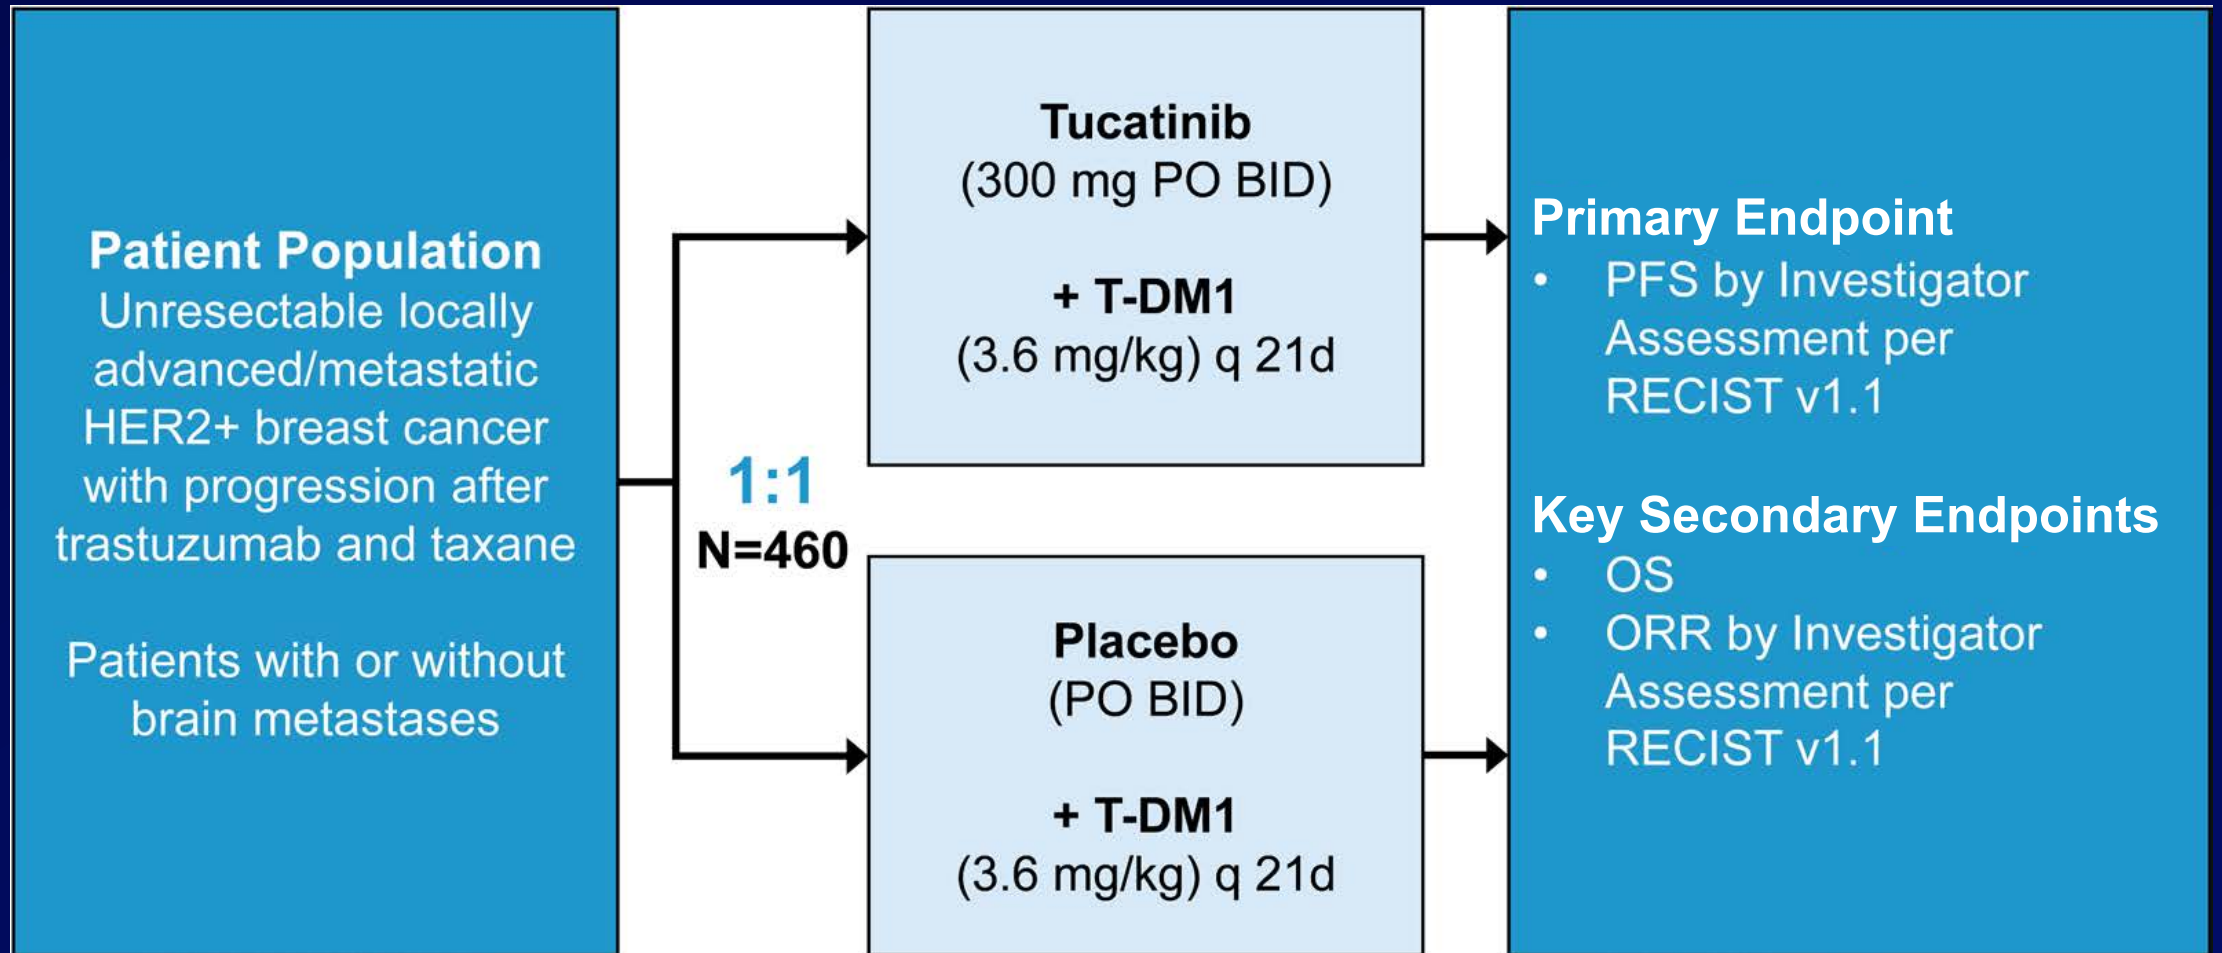 Patient Population
Unresectable locally
advanced/metastatic
HER2+ breast cancer
with progression after
trastuzumab and taxane
Patients with or without
brain metastases
1:1
N=460
Tucatinib
(300 mg PO BID)
+ T-DM1
(3.6 mg/kg) q 21d
Placebo
(PO BID)
+ T-DM1
(3.6 mg/kg) q 21d
Primary Endpoint
• PFS by Investigator
Assessment per
RECIST v1.1
Key Secondary Endpoints
• OS
• ORR by Investigator
Assessment per
RECIST v1.1